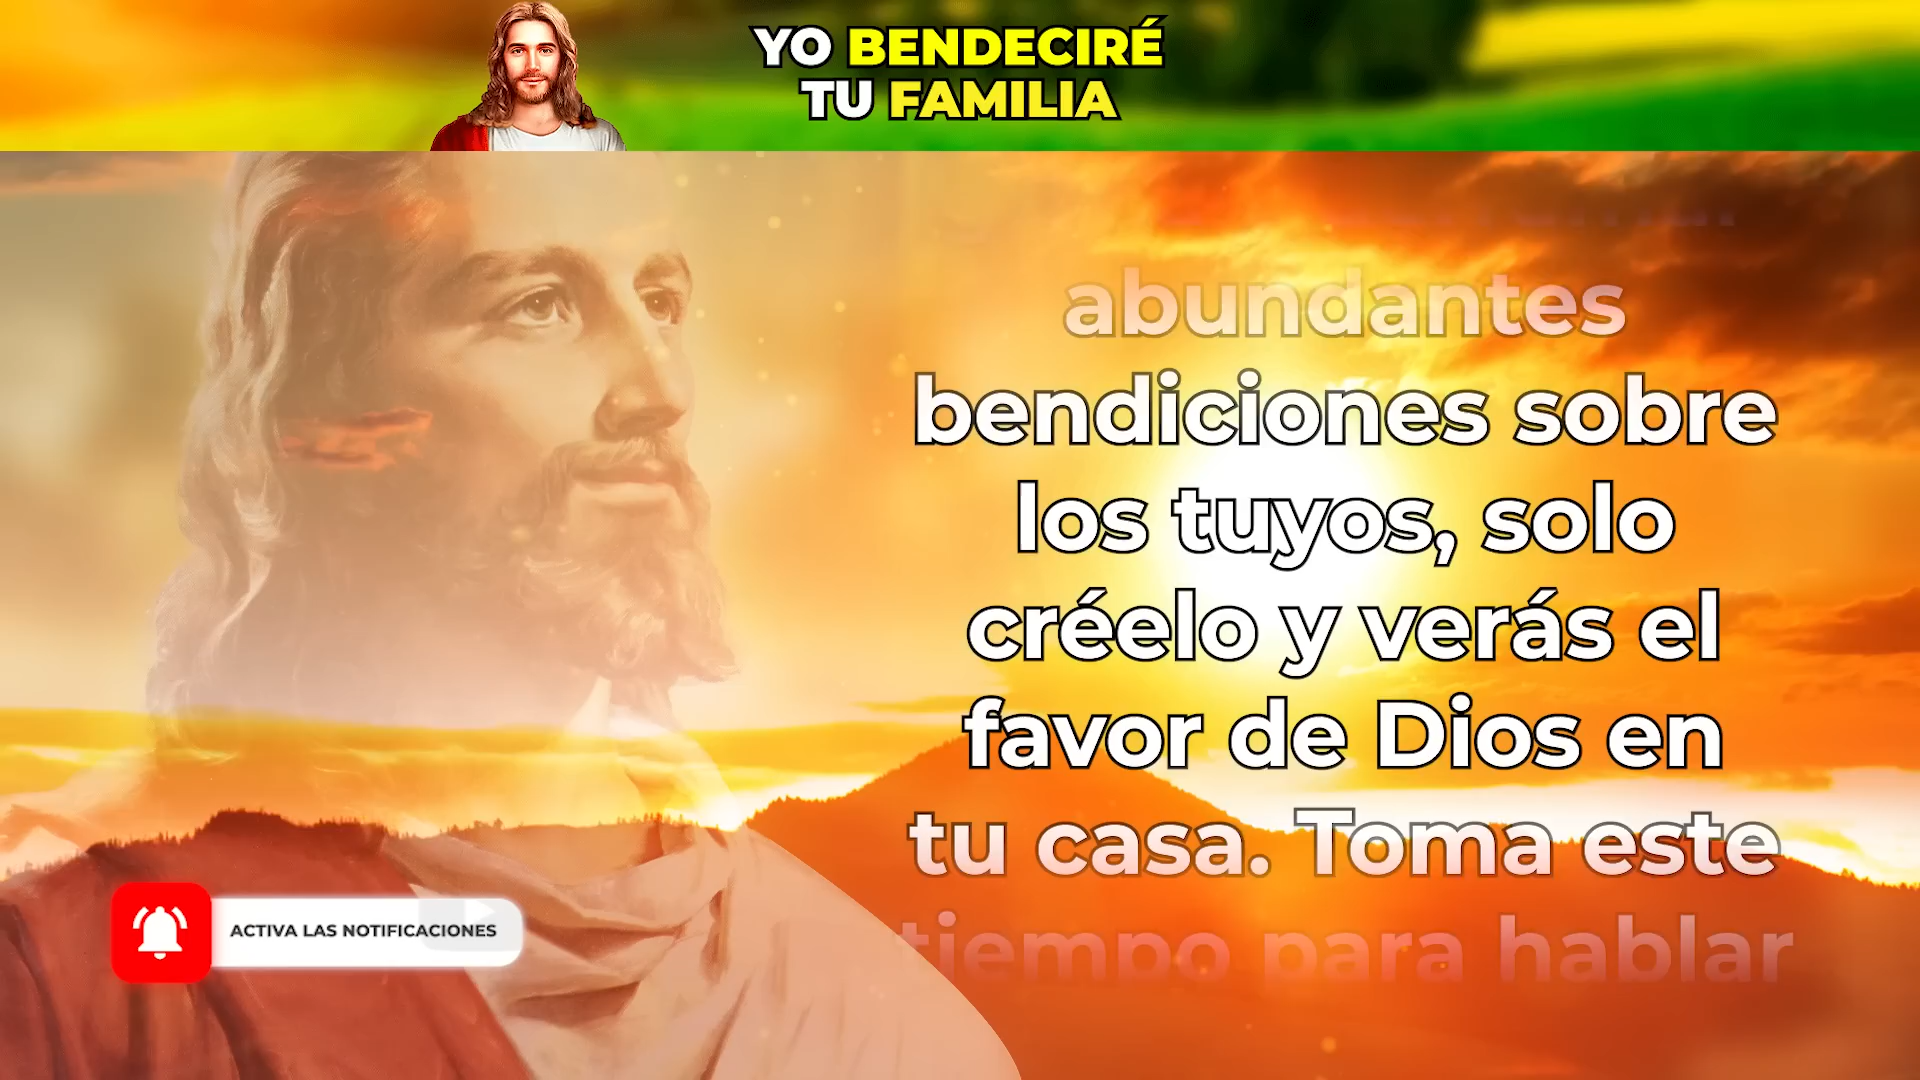 YO BENDECIRÉ
TU FAMILIA
abundantes
bendiciones sobre
los tuyos, solo
créelo y verás el
favor de Dios en
tu casa. Toma este
tiempo para hablar
ACTIVA LAS NOTIFICACIONES